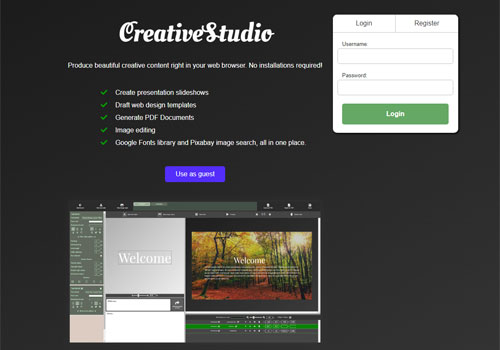 CreativeStudio
Produce beautiful creative content right in your web browser. No installations required!
Create presentation slideshows
Draft web design templates
Generate PDF Documents
Image editing
Google Fonts library and Pixabay image search, all in one place.
Use as guest
Login
Register
Username:
Password:
Login
Welcome
Welcome